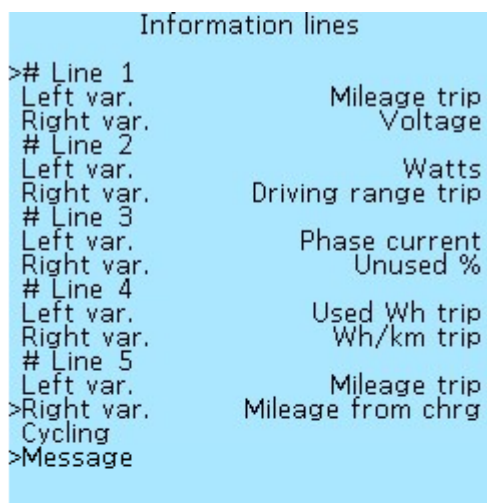 Information lines
># Line 1
Left var. Mileage trip
Right var. Voltage
# Line 2
Left var. Watts
Right var. Driving range trip
# Line 3
Left var. Phase current
Right var. Unused %
# Line 4
Left var. Used Wh trip
Right var. Wh/km trip
# Line 5
Left var. Mileage trip
>Right var. Mileage from chrg
Cycling
>Message